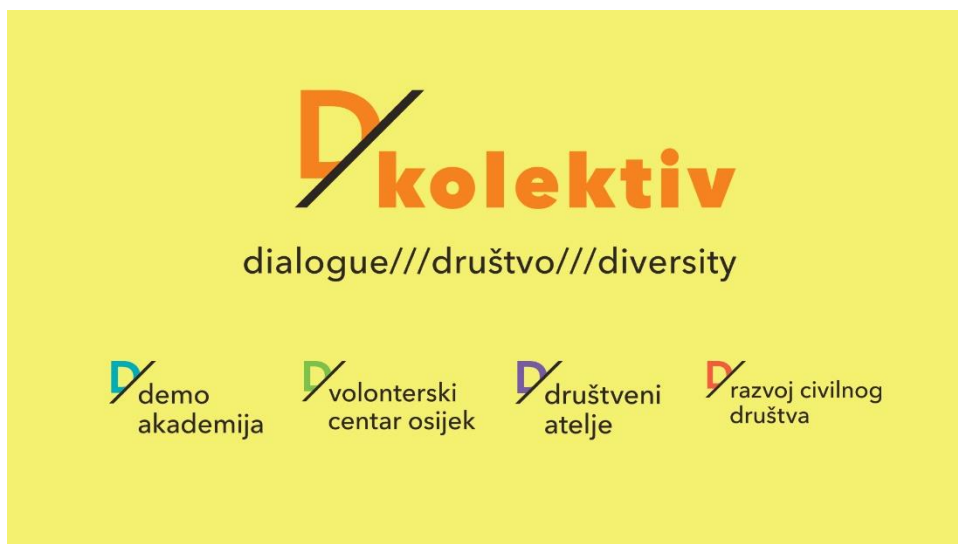 D/kolektiv
dialogue///društvo///diversity
D/demo
akademija
D/volonterski
centar osijek
D/društveni
atelje
D/razvoj civilnog
društva